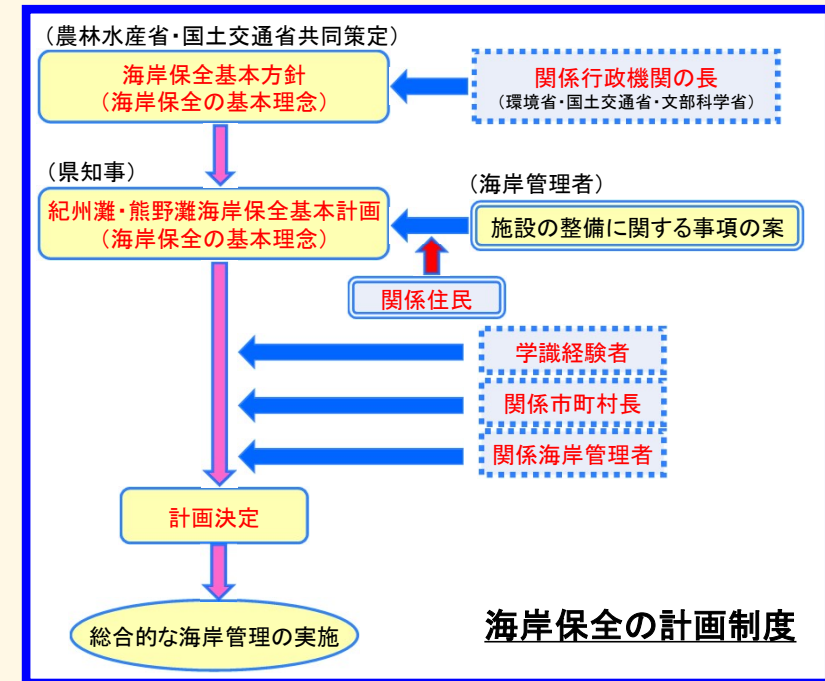 （農林水産省・国土交通省共同策定）
海岸保全基本方針
（海岸保全の基本理念）
関係行政機関の長
（環境省・国土交通省・文部科学省）
（県知事）
紀州灘・熊野灘海岸保全基本計画
（海岸保全の基本理念）
（海岸管理者）
施設の整備に関する事項の案
関係住民
学識経験者
関係市町村長
関係海岸管理者
計画決定
総合的な海岸管理の実施
海岸保全の計画制度